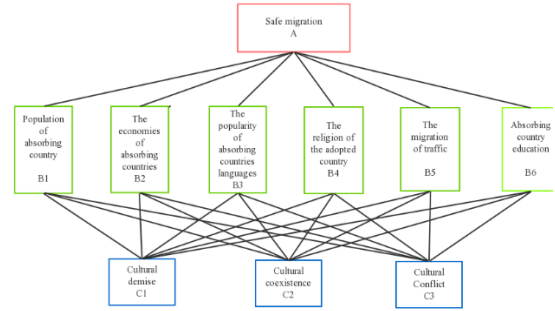 Safe migration
A
Population
of
absorbing
country
B1
The
economies
of
absorbing
countries
B2
The
popularity
of
absorbing
countries
languages
B3
The
religion of
the adopted
country
B4
The
migration
of traffic
B5
Absorbing
country
education
B6
Cultural
demise
C1
Cultural
coexistence
C2
Cultural
Conflict
C3